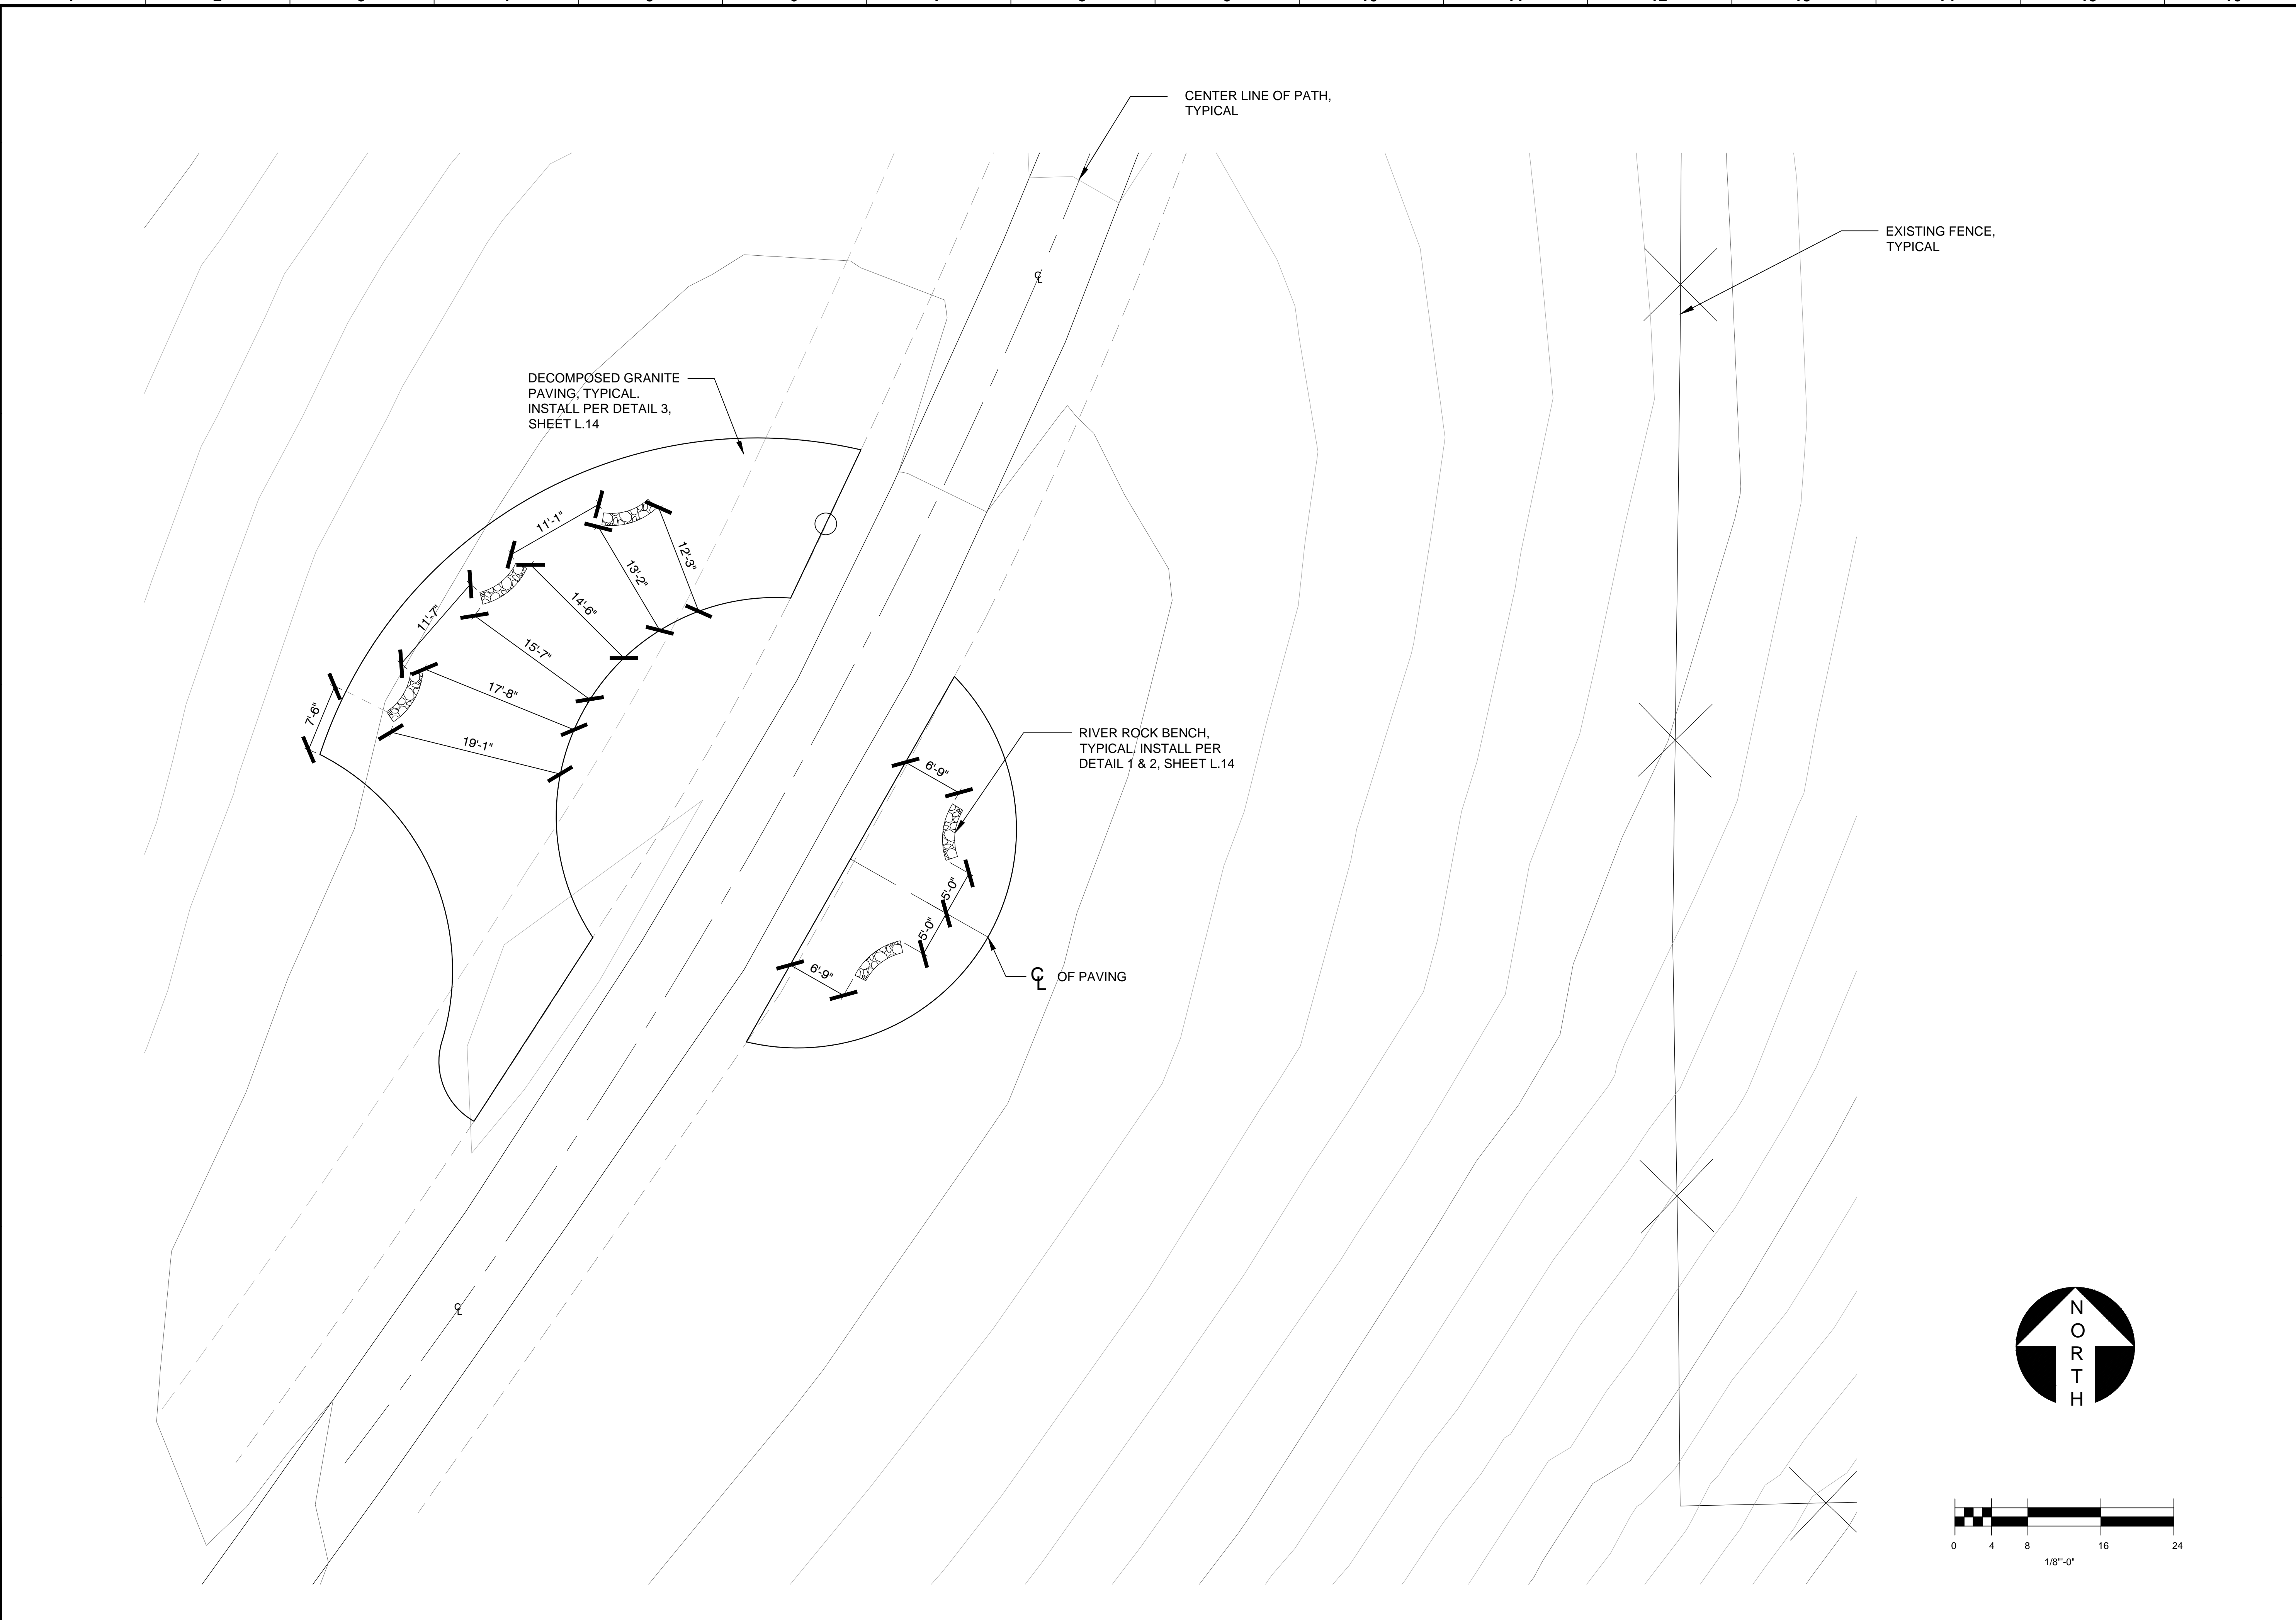 CENTER LINE OF PATH,
TYPICAL
EXISTING FENCE,
TYPICAL
℄
DECOMPOSED GRANITE
PAVING, TYPICAL.
INSTALL PER DETAIL 3,
SHEET L.14
11'-1"
12'-3"
13'-2"
14'-6"
11'-7"
15'-7"
17'-8"
7'-6"
19'-1"
RIVER ROCK BENCH,
TYPICAL. INSTALL PER
DETAIL 1 & 2, SHEET L.14
6'-9"
5'-0"
5'-0"
6'-9"
℄ OF PAVING
℄
NORTH
0 4 8 16 24
1/8"'-0"